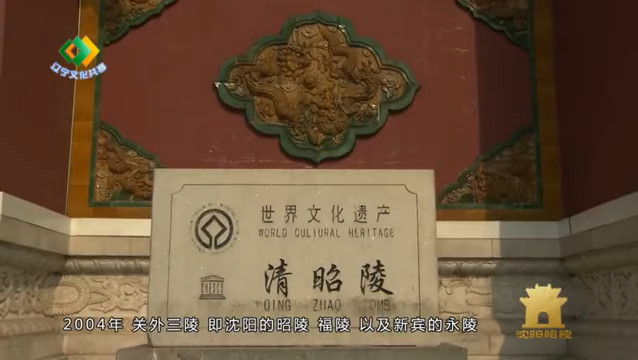 辽宁文化共享
世界文化遗产
WORLD CULIURAL HERITAGE
清昭陵
QING ZHAO OMB
2004年 关外三陵 即沈阳的昭陵 福陵 以及新宾的永陵
沈阳昭陵